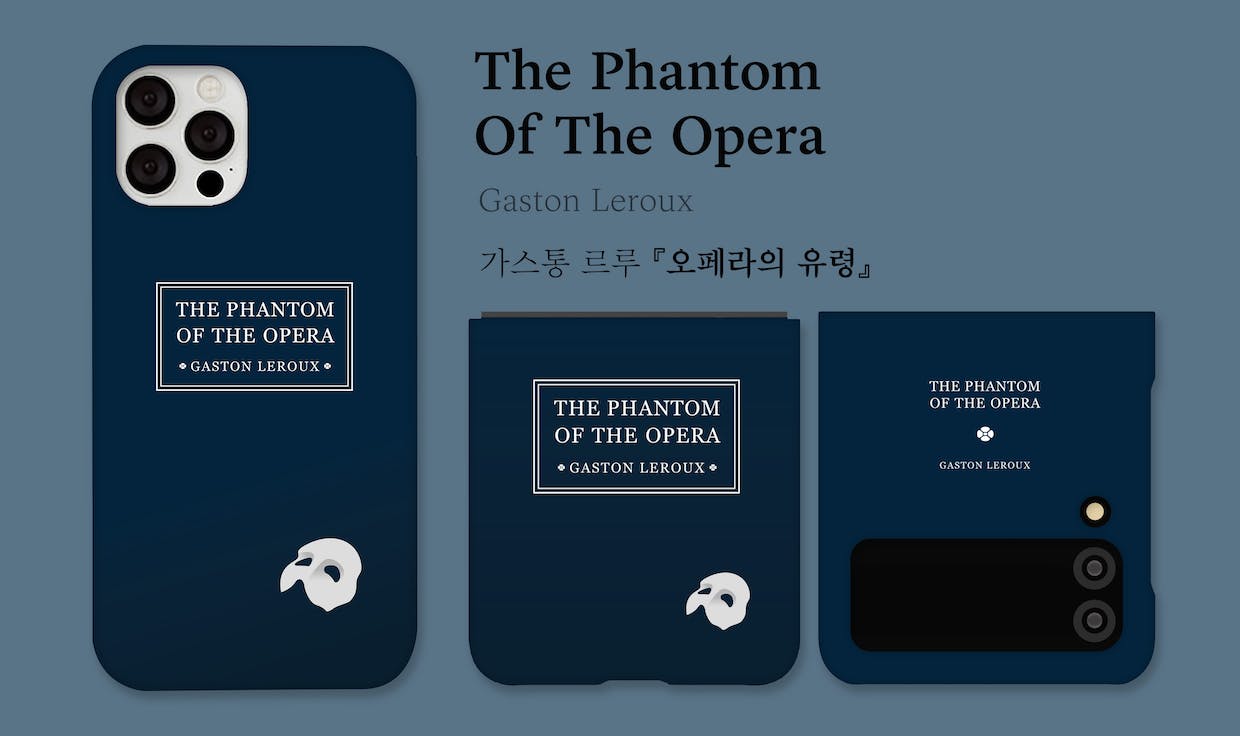 The Phantom
Of The Opera
Gaston Leroux
가스통 르루 『오페라의 유령』
THE PHANTOM
OF THE OPERA
GASTON LEROUX
THE PHANTOM
OF THE OPERA
GASTON LEROUX
THE PHANTOM
OF THE OPERA
GASTON LEROUX